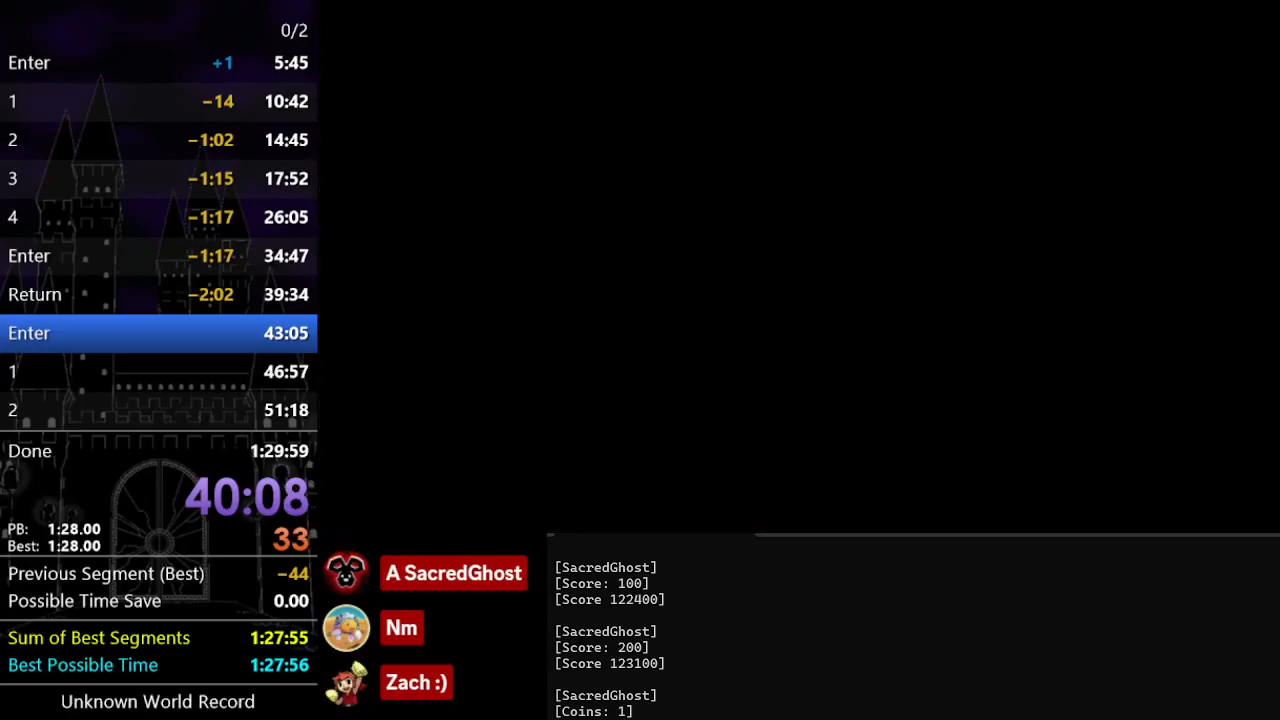 0/2
Enter +1 5:45
1 −14 10:42
2 −1:02 14:45
3 −1:15 17:52
4 −1:17 26:05
Enter −1:17 34:47
Return −2:02 39:34
Enter 43:05
1 46:57
2 51:18
Done 1:29:59
40:08
PB: 1:28.00
Best: 1:28.00
33
Previous Segment (Best) −44
Possible Time Save 0.00
Sum of Best Segments 1:27:55
Best Possible Time 1:27:56
Unknown World Record
A SacredGhost
Nm
Zach :)
[SacredGhost]
[Score: 100]
[Score 122400]
[SacredGhost]
[Score: 200]
[Score 123100]
[SacredGhost]
[Coins: 1]